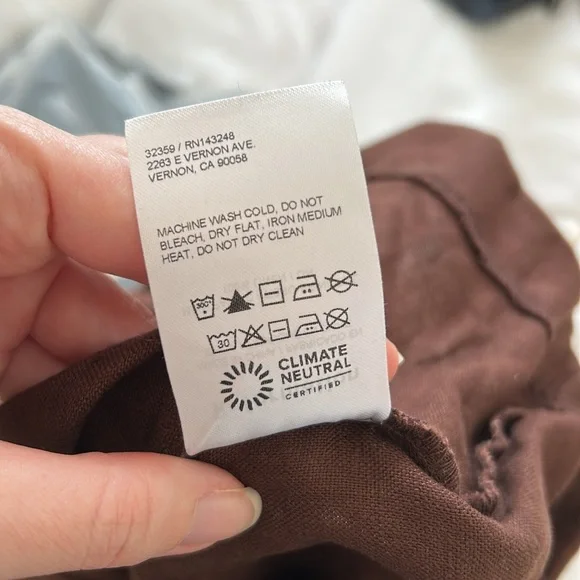 32359 / RN143248
2263 E VERNON AVE.
VERNON, CA 90058
MACHINE WASH COLD, DO NOT
BLEACH, DRY FLAT, IRON MEDIUM
HEAT, DO NOT DRY CLEAN
30
CLIMATE
NEUTRAL
CERTIFIED